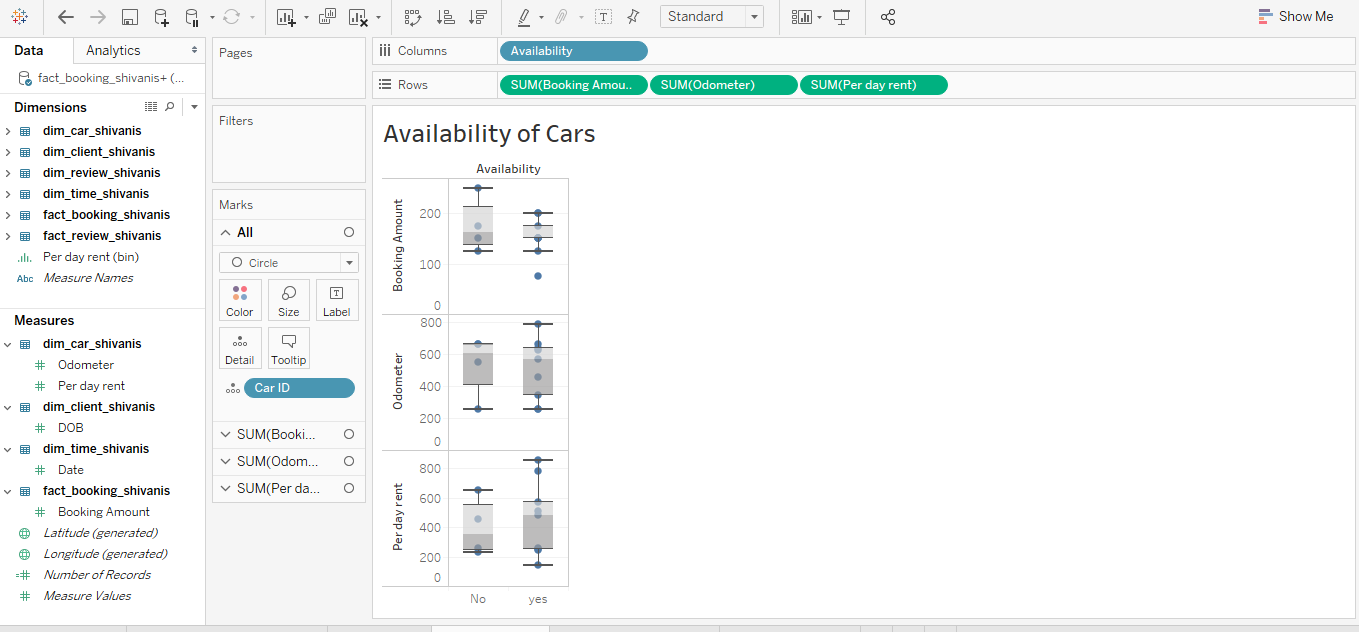 Standard
Show Me
Data
Analytics
fact_booking_shivanis+ (...
Dimensions
dim_car_shivanis
dim_client_shivanis
dim_review_shivanis
dim_time_shivanis
fact_booking_shivanis
fact_review_shivanis
Per day rent (bin)
Abc Measure Names
Measures
dim_car_shivanis
Odometer
Per day rent
dim_client_shivanis
DOB
dim_time_shivanis
Date
fact_booking_shivanis
Booking Amount
Latitude (generated)
Longitude (generated)
Number of Records
Measure Values
Pages
Filters
Marks
All
Circle
Color Size Label
Detail Tooltip
Car ID
SUM(Booki...
SUM(Odom...
SUM(Per da...
Columns Availability
Rows SUM(Booking Amou.. SUM(Odometer) SUM(Per day rent)
Availability of Cars
Availability
Booking Amount
200
100
0
Odometer
800
600
400
200
0
Per day rent
800
600
400
200
0
No yes